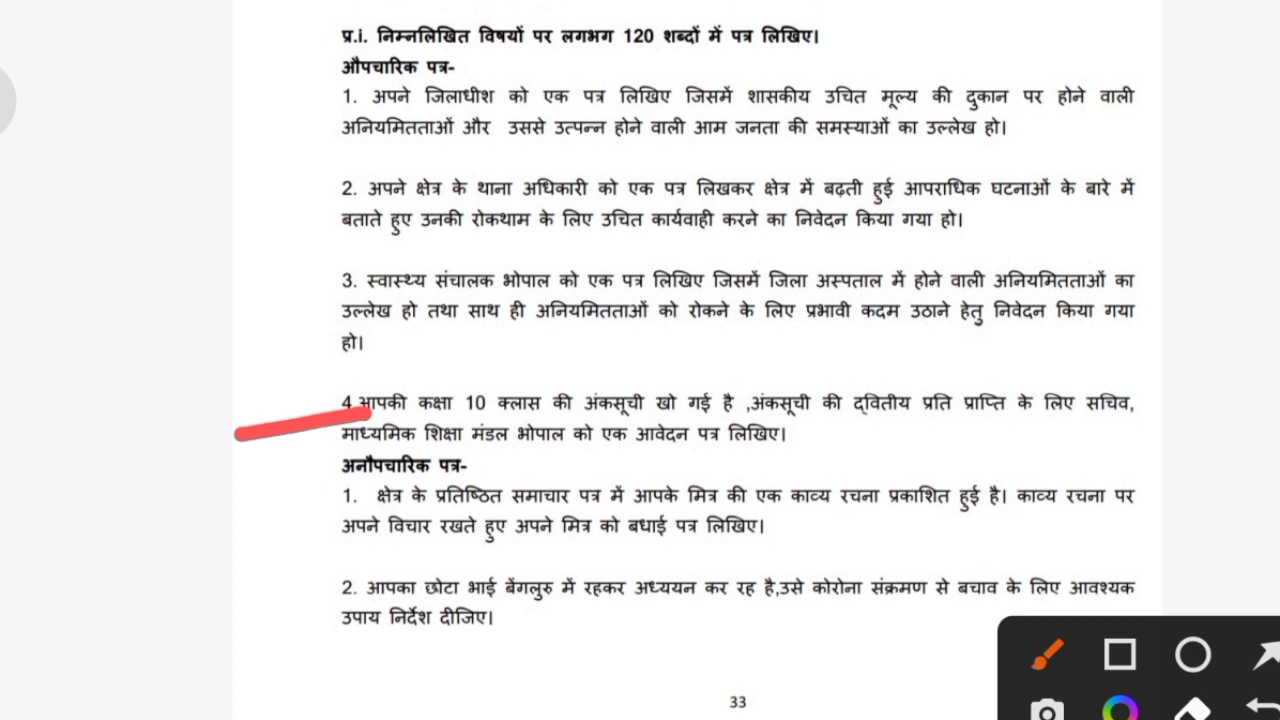 प्र.i. निम्नलिखित विषयों पर लगभग 120 शब्दों में पत्र लिखिए।
औपचारिक पत्र-
1. अपने जिलाधीश को एक पत्र लिखिए जिसमें शासकीय उचित मूल्य की दुकान पर होने वाली
अनियमितताओं और उससे उत्पन्न होने वाली आम जनता की समस्याओं का उल्लेख हो।
2. अपने क्षेत्र के थाना अधिकारी को एक पत्र लिखकर क्षेत्र में बढ़ती हुई आपराधिक घटनाओं के बारे में
बताते हुए उनकी रोकथाम के लिए उचित कार्यवाही करने का निवेदन किया गया हो।
3. स्वास्थ्य संचालक भोपाल को एक पत्र लिखिए जिसमें जिला अस्पताल में होने वाली अनियमितताओं का
उल्लेख हो तथा साथ ही अनियमितताओं को रोकने के लिए प्रभावी कदम उठाने हेतु निवेदन किया गया
हो।
4 आपकी कक्षा 10 क्लास की अंकसूची खो गई है ,अंकसूची की द्वितीय प्रति प्राप्ति के लिए सचिव,
माध्यमिक शिक्षा मंडल भोपाल को एक आवेदन पत्र लिखिए।
अनौपचारिक पत्र-
1. क्षेत्र के प्रतिष्ठित समाचार पत्र में आपके मित्र की एक काव्य रचना प्रकाशित हुई है। काव्य रचना पर
अपने विचार रखते हुए अपने मित्र को बधाई पत्र लिखिए।
2. आपका छोटा भाई बेंगलुरु में रहकर अध्ययन कर रह है,उसे कोरोना संक्रमण से बचाव के लिए आवश्यक
उपाय निर्देश दीजिए।
33